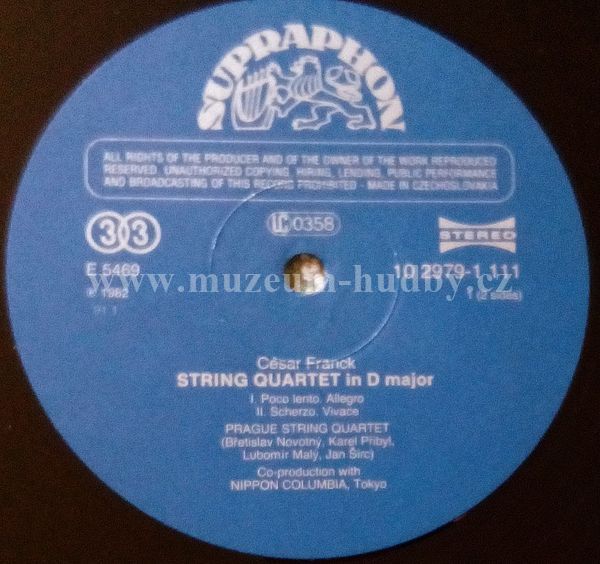 SUPRAPHON
ALL RIGHTS OF THE PRODUCER AND OF THE OWNER OF THE WORK REPRODUCED
RESERVED. UNAUTHORIZED COPYING, HIRING, LENDING, PUBLIC PERFORMANCE
AND BROADCASTING OF THIS RECORD PROHIBITED - MADE IN CZECHOSLOVAKIA
33 LC 0358 STEREO
E 5469 10 2979-1 111
www.muzeum-hudby.cz
℗ 1982 1 (2 sides)
César Franck
STRING QUARTET in D major
I. Poco lento. Allegro
II. Scherzo. Vivace
PRAGUE STRING QUARTET
(Břetislav Novotný, Karel Přibyl,
Lubomír Malý, Jan Širc)
Co-production with
NIPPON COLUMBIA, Tokyo